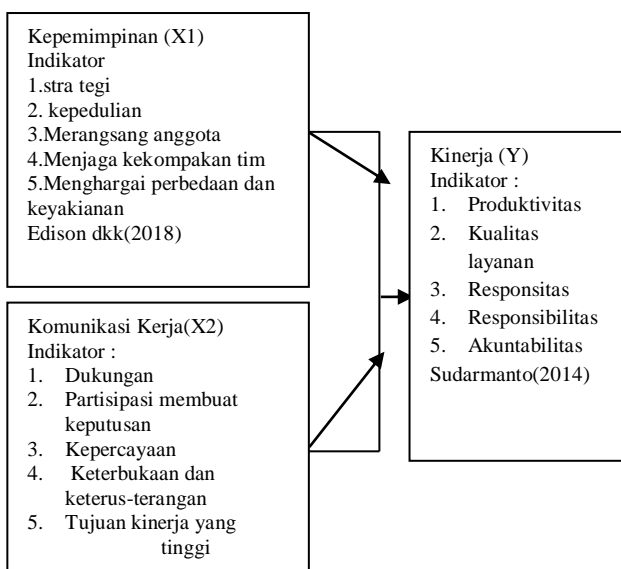 Kepemimpinan (X1)
Indikator
1.stra tegi
2. kepedulian
3.Merangsang anggota
4.Menjaga kekompakan tim
5.Menghargai perbedaan dan
keyakianan
Edison dkk(2018)
Komunikasi Kerja(X2)
Indikator :
1. Dukungan
2. Partisipasi membuat
keputusan
3. Kepercayaan
4. Keterbukaan dan
keterus-terangan
5. Tujuan kinerja yang
tinggi
Kinerja (Y)
Indikator :
1. Produktivitas
2. Kualitas
layanan
3. Responsitas
4. Responsibilitas
5. Akuntabilitas
Sudarmanto(2014)